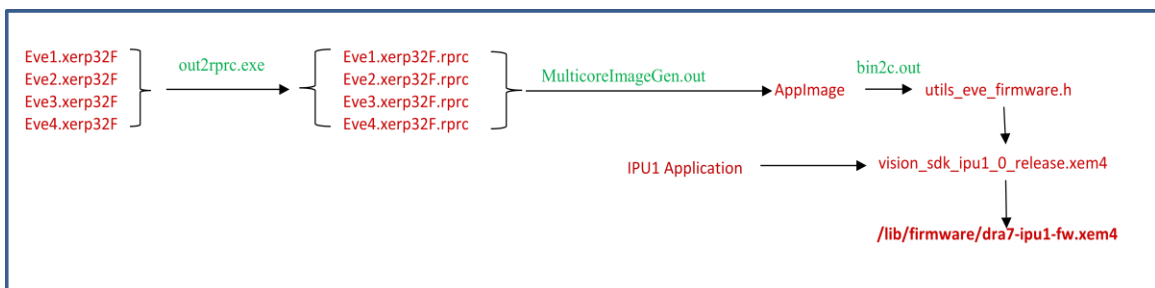 Eve1.xerp32F
Eve2.xerp32F
Eve3.xerp32F
Eve4.xerp32F
out2rprc.exe
Eve1.xerp32F.rprc
Eve2.xerp32F.rprc
Eve3.xerp32F.rprc
Eve4.xerp32F.rprc
MulticoreImageGen.out
AppImage
bin2c.out
utils_eve_firmware.h
IPU1 Application
vision_sdk_ipu1_0_release.xem4
/lib/firmware/dra7-ipu1-fw.xem4